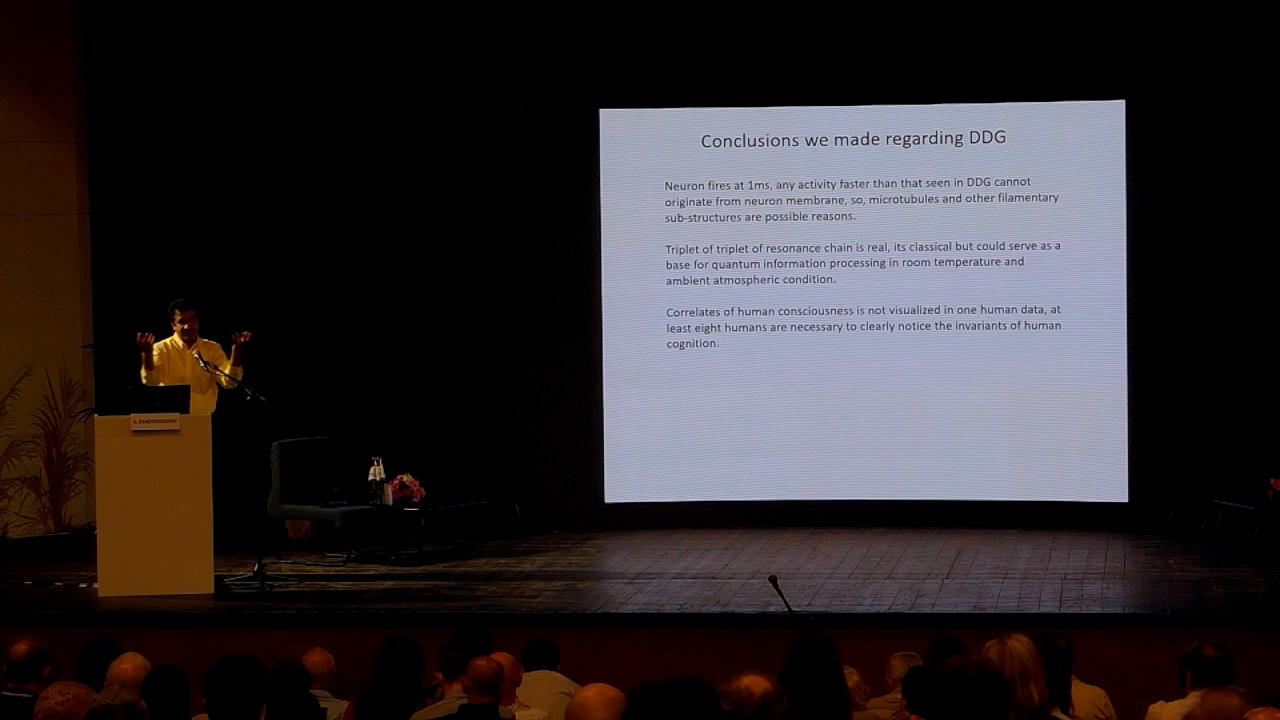 Conclusions we made regarding DDG
Neuron fires at 1ms, any activity faster than that seen in DDG cannot
originate from neuron membrane, so, microtubules and other filamentary
sub-structures are possible reasons.
Triplet of triplet of resonance chain is real, its classical but could serve as a
base for quantum information processing in room temperature and
ambient atmospheric condition.
Correlates of human consciousness is not visualized in one human data, at
least eight humans are necessary to clearly notice the invariants of human
cognition.
A. BANDYOPADHYAY